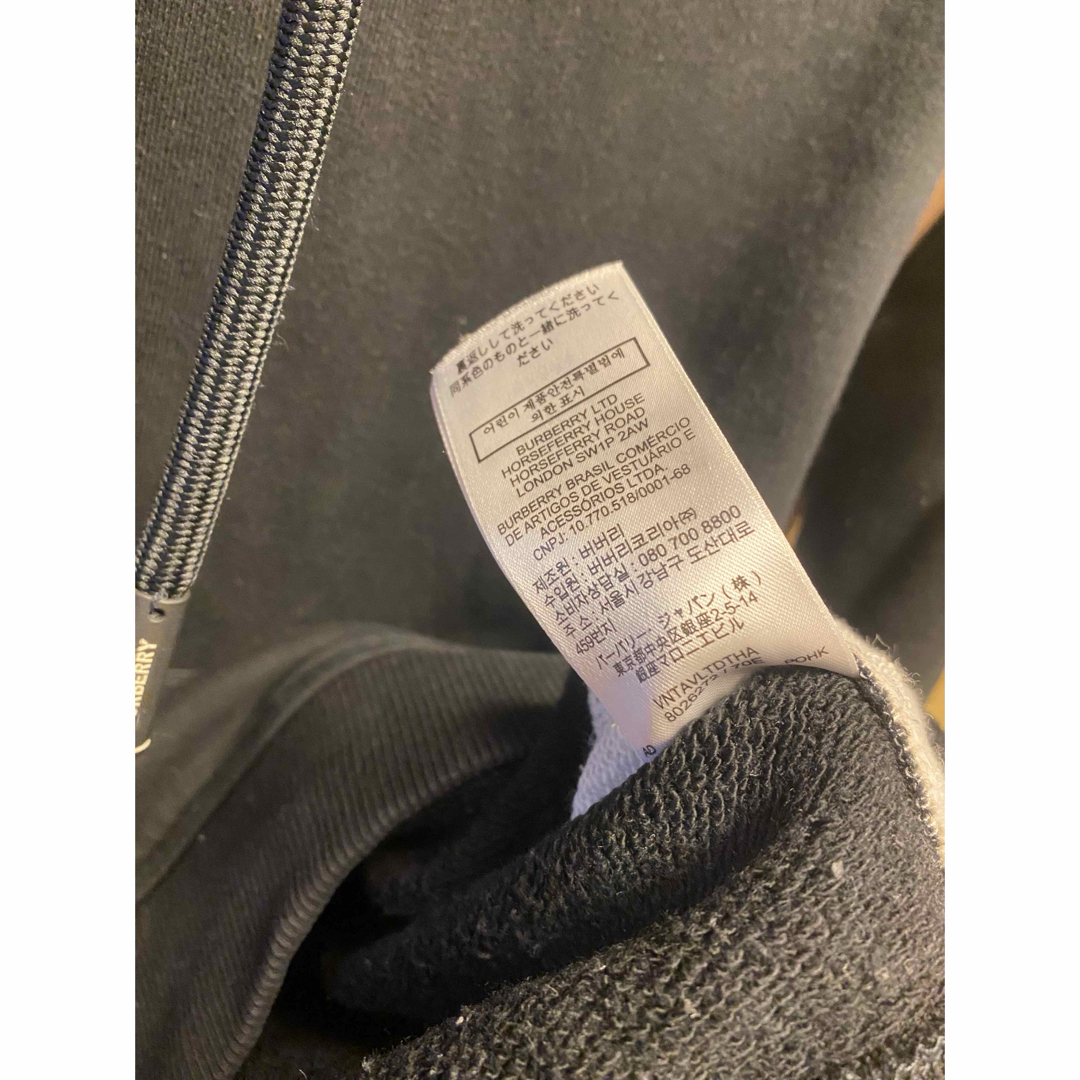 裏返しして洗ってください
同系色のものと一緒に洗ってく
ださい
어린이 제품안전특별법에
의한 표시
BURBERRY LTD
HORSEFERRY HOUSE
HORSEFERRY ROAD
LONDON SW1P 2AW
BURBERRY BRASIL COMÉRCIO
DE ARTIGOS DE VESTUÁRIO E
ACESSÓRIOS LTDA.
CNPJ: 10.770.518/0001-68
제조원 : 버버리
수입원 : 버버리코리아㈜
소비자상담실 : 080 700 8800
주 소 : 서울시 강남구 도산대로
459번지
バーバリー・ジャパン(株)
東京都中央区銀座2-5-14
銀座マロニエビル
VNTAVLTDTHA
8026272 / 70E POHK
AO